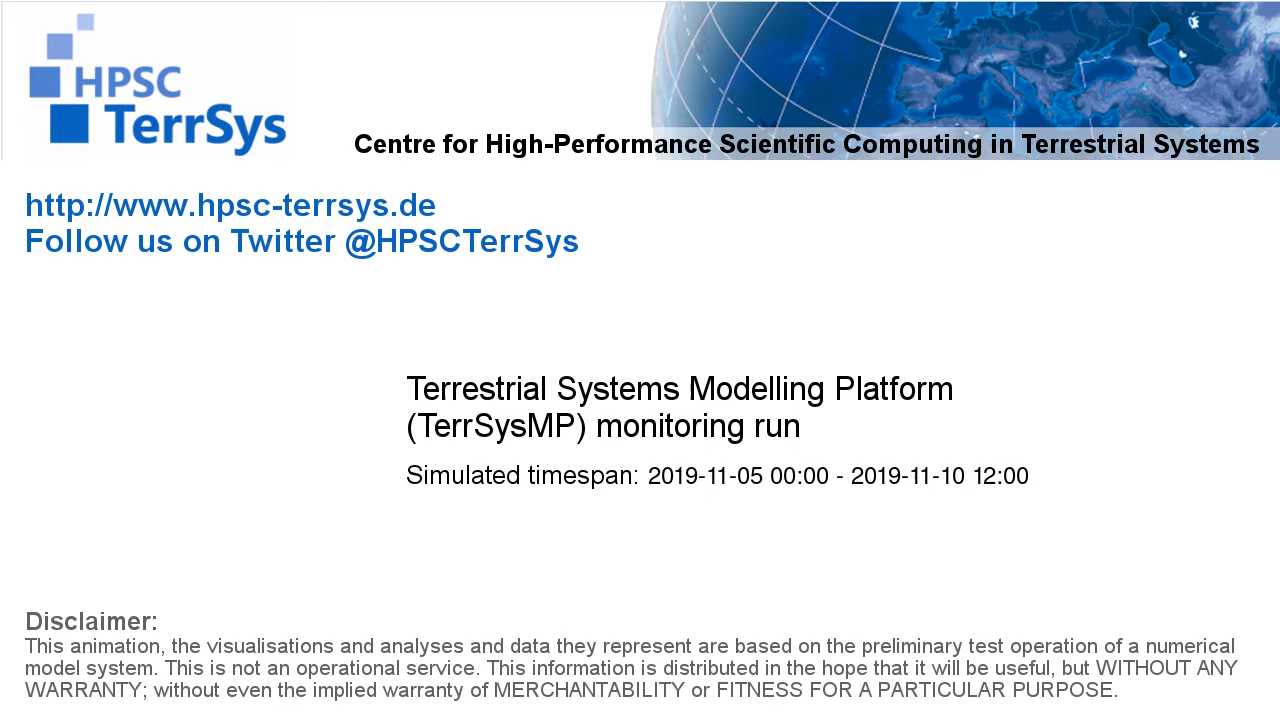 HPSC
TerrSys
Centre for High-Performance Scientific Computing in Terrestrial Systems
http://www.hpsc-terrsys.de
Follow us on Twitter @HPSCTerrSys
Terrestrial Systems Modelling Platform
(TerrSysMP) monitoring run
Simulated timespan: 2019-11-05 00:00 - 2019-11-10 12:00
Disclaimer:
This animation, the visualisations and analyses and data they represent are based on the preliminary test operation of a numerical
model system. This is not an operational service. This information is distributed in the hope that it will be useful, but WITHOUT ANY
WARRANTY; without even the implied warranty of MERCHANTABILITY or FITNESS FOR A PARTICULAR PURPOSE.